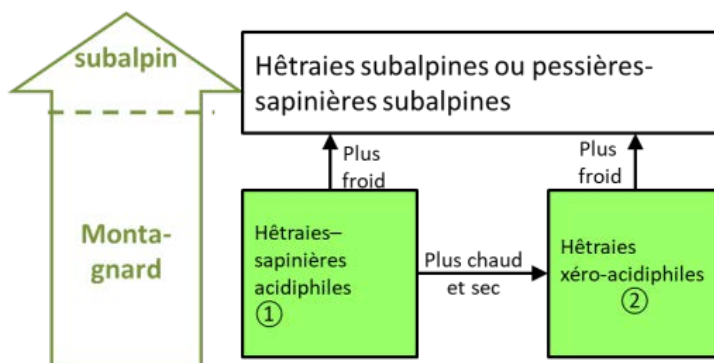 subalpin
Hêtraies subalpines ou pessières-
sapinières subalpines
Plus
froid
Plus
froid
Monta-
gnard
Hêtraies–
sapinières
acidiphiles
①
Plus chaud
et sec
Hêtraies
xéro-acidiphiles
②